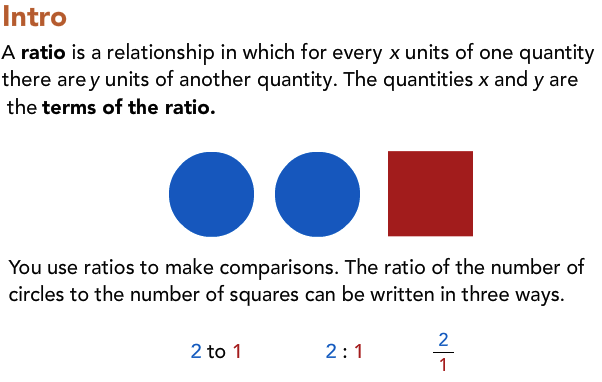 Intro
A ratio is a relationship in which for every x units of one quantity
there are y units of another quantity. The quantities x and y are
the terms of the ratio.
You use ratios to make comparisons. The ratio of the number of
circles to the number of squares can be written in three ways.
2 to 1 2 : 1 2/1